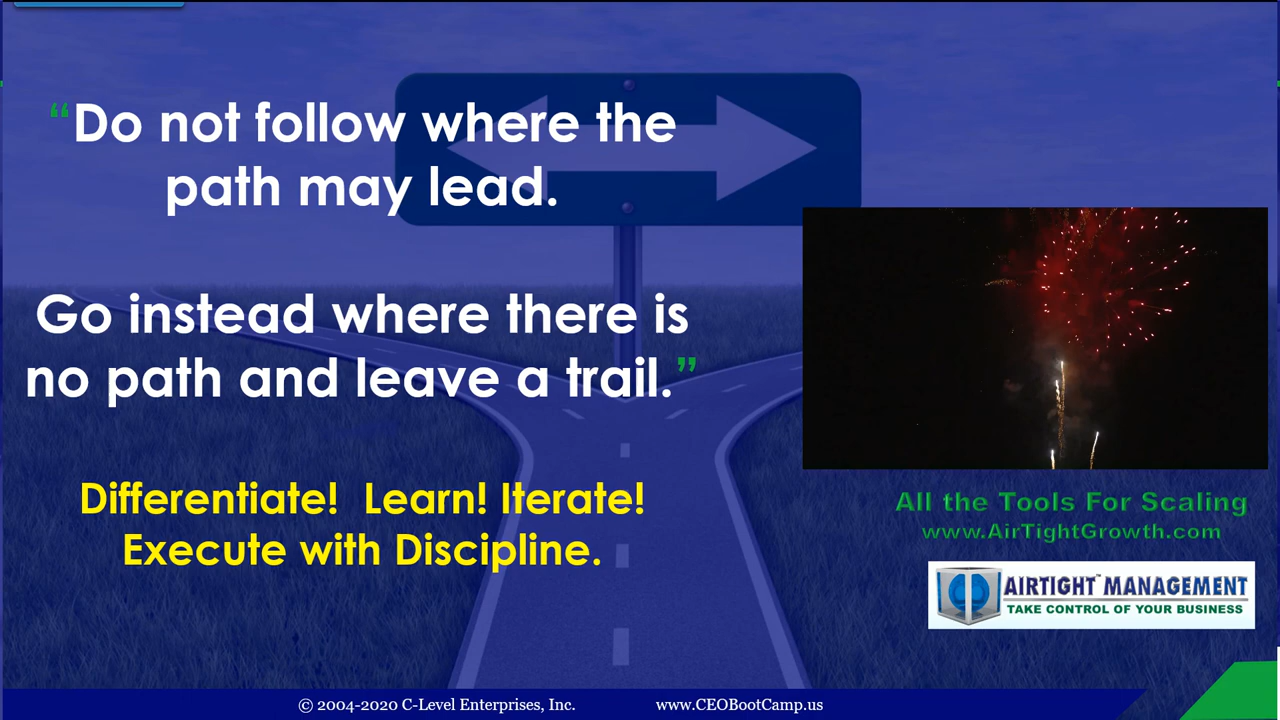 “Do not follow where the
path may lead.
Go instead where there is
no path and leave a trail.”
Differentiate!  Learn! Iterate!
Execute with Discipline.
All the Tools For Scaling
www.AirTightGrowth.com
AIRTIGHT™ MANAGEMENT
TAKE CONTROL OF YOUR BUSINESS
© 2004-2020 C-Level Enterprises, Inc. www.CEOBootCamp.us